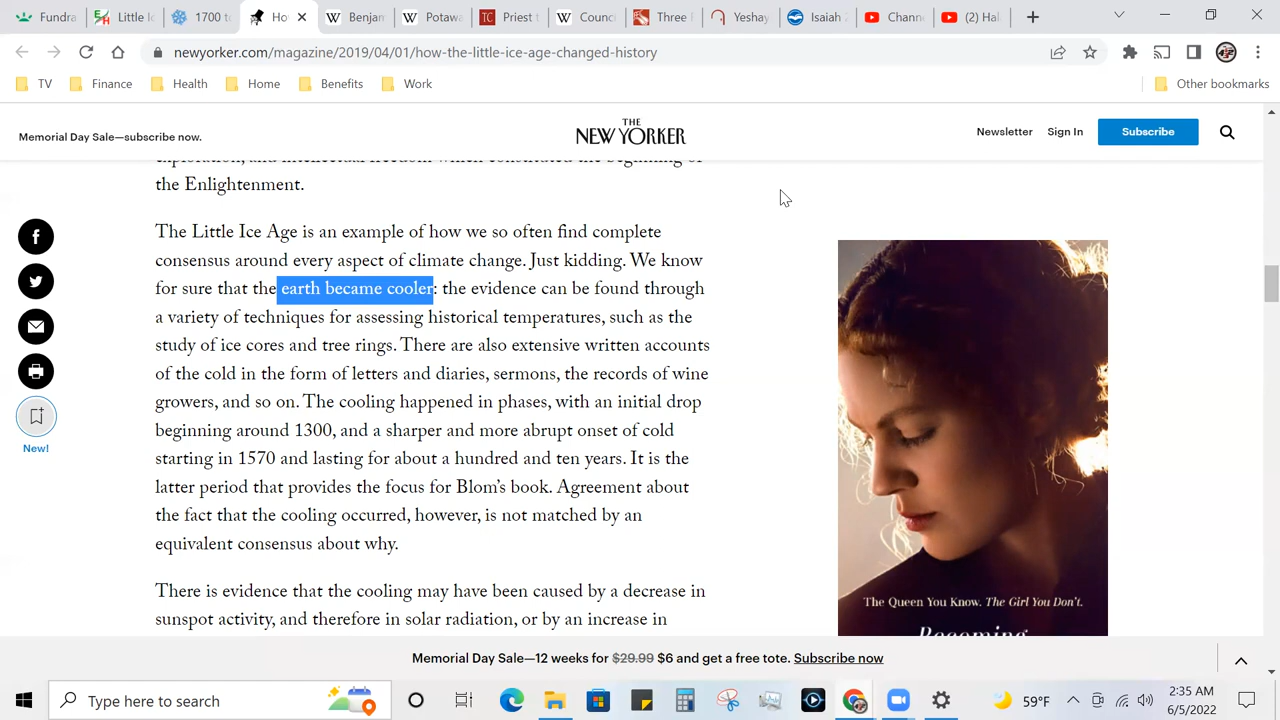 Fundra
Little I
1700 to
Ho
Benjam
Potawa
Priest
Counc
Three I
Yeshay
Isaiah
Chann
(2) Hal
newyorker.com/magazine/2019/04/01/how-the-little-ice-age-changed-history
TV
Finance
Health
Home
Benefits
Work
Other bookmarks
Memorial Day Sale—subscribe now.
THE
NEW YORKER
Newsletter
Sign In
Subscribe
exploration, and intellectual freedom which constituted the beginning of
the Enlightenment.
The Little Ice Age is an example of how we so often find complete
consensus around every aspect of climate change. Just kidding. We know
for sure that the earth became cooler: the evidence can be found through
a variety of techniques for assessing historical temperatures, such as the
study of ice cores and tree rings. There are also extensive written accounts
of the cold in the form of letters and diaries, sermons, the records of wine
growers, and so on. The cooling happened in phases, with an initial drop
beginning around 1300, and a sharper and more abrupt onset of cold
starting in 1570 and lasting for about a hundred and ten years. It is the
latter period that provides the focus for Blom's book. Agreement about
the fact that the cooling occurred, however, is not matched by an
equivalent consensus about why.
There is evidence that the cooling may have been caused by a decrease in
sunspot activity, and therefore in solar radiation, or by an increase in
New!
The Queen You Know. The Girl You Don't.
Becoming
Memorial Day Sale—12 weeks for $29.99 $6 and get a free tote. Subscribe now
Type here to search
59°F
2:35 AM
6/5/2022